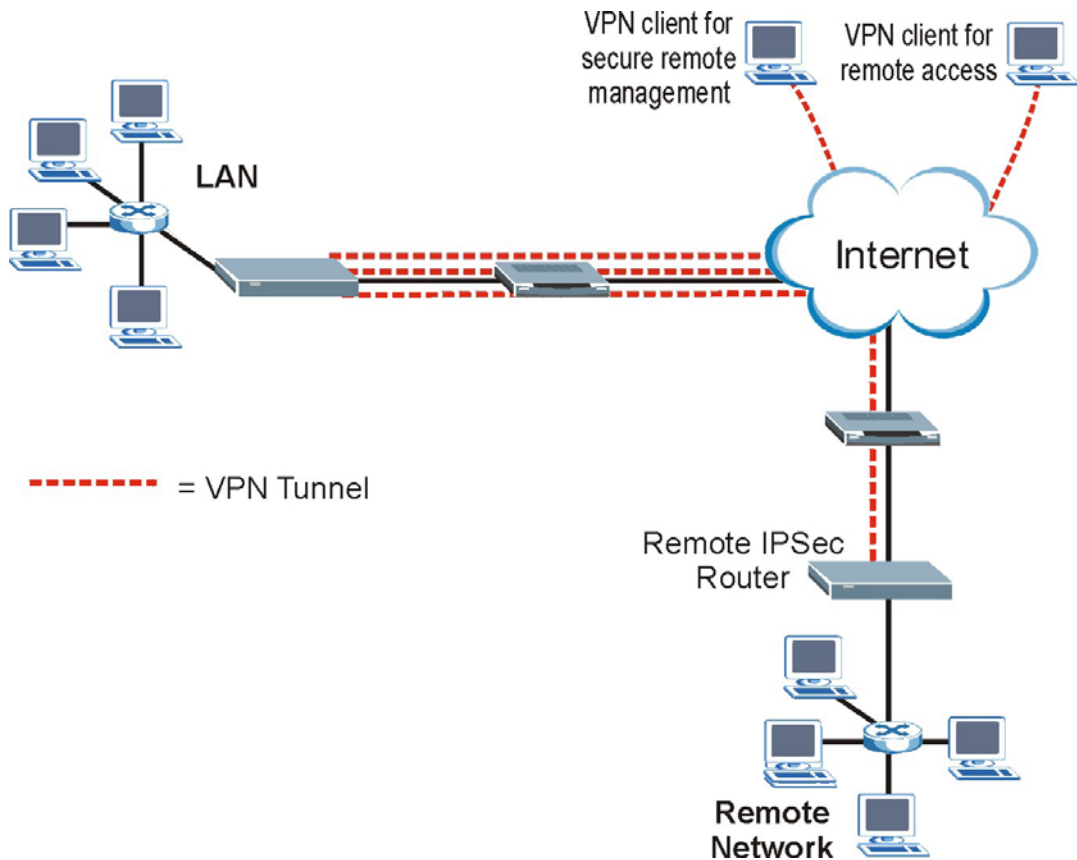 VPN client for
secure remote
management
VPN client for
remote access
LAN
Internet
= VPN Tunnel
Remote IPSec
Router
Remote
Network